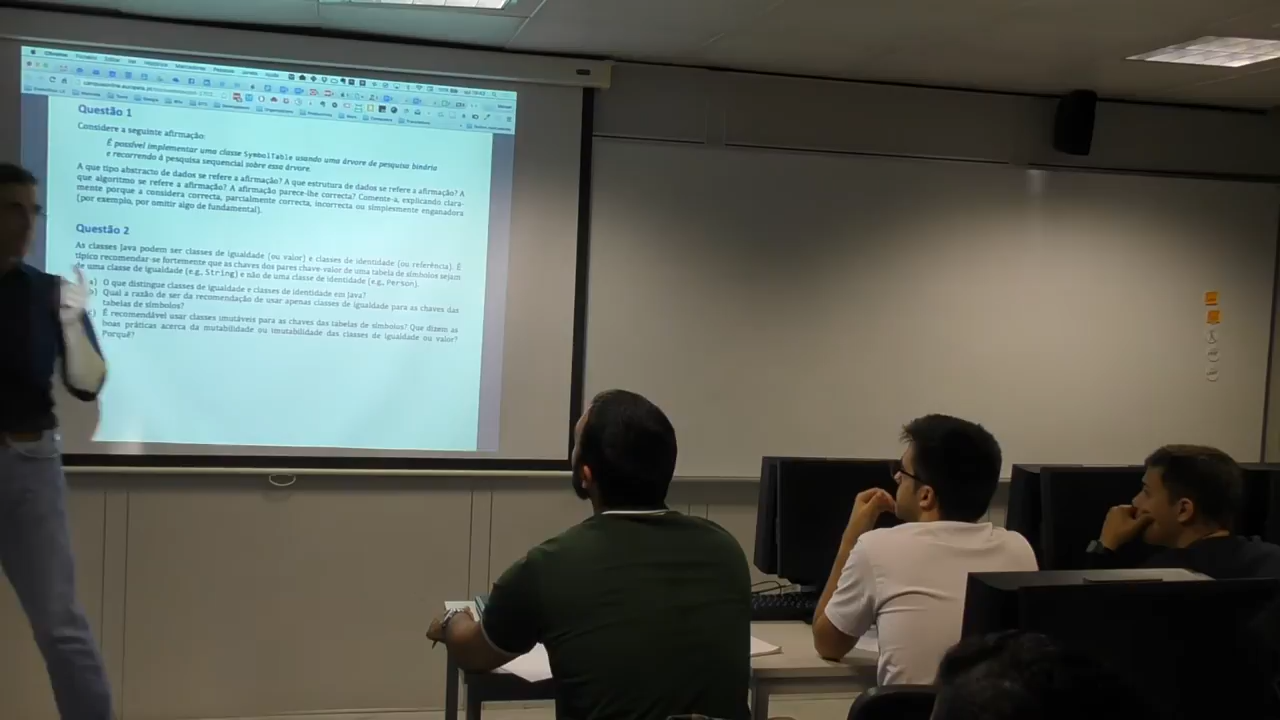 Questão 1
Considere a seguinte afirmação:
É possível implementar uma classe SymbolTable usando uma árvore de pesquisa binária
e recorrendo à pesquisa sequencial sobre essa árvore.
A que tipo abstracto de dados se refere a afirmação? A que estrutura de dados se refere a afirmação? A
que algoritmo se refere a afirmação? A afirmação parece-lhe correcta? Comente-a, explicando clara-
mente porque a considera correcta, parcialmente correcta, incorrecta ou simplesmente enganadora
(por exemplo, por omitir algo de fundamental).
Questão 2
As classes Java podem ser classes de igualdade (ou valor) e classes de identidade (ou referência). É
típico recomendar-se fortemente que as chaves dos pares chave-valor de uma tabela de símbolos sejam
de uma classe de igualdade (e.g., String) e não de uma classe de identidade (e.g., Person).
a) O que distingue classes de igualdade e classes de identidade em Java?
b) Qual a razão de ser da recomendação de usar apenas classes de igualdade para as chaves das
tabelas de símbolos?
c) É recomendável usar classes imutáveis para as chaves das tabelas de símbolos? Que dizem as
boas práticas acerca da mutabilidade ou imutabilidade das classes de igualdade ou valor?
Porquê?